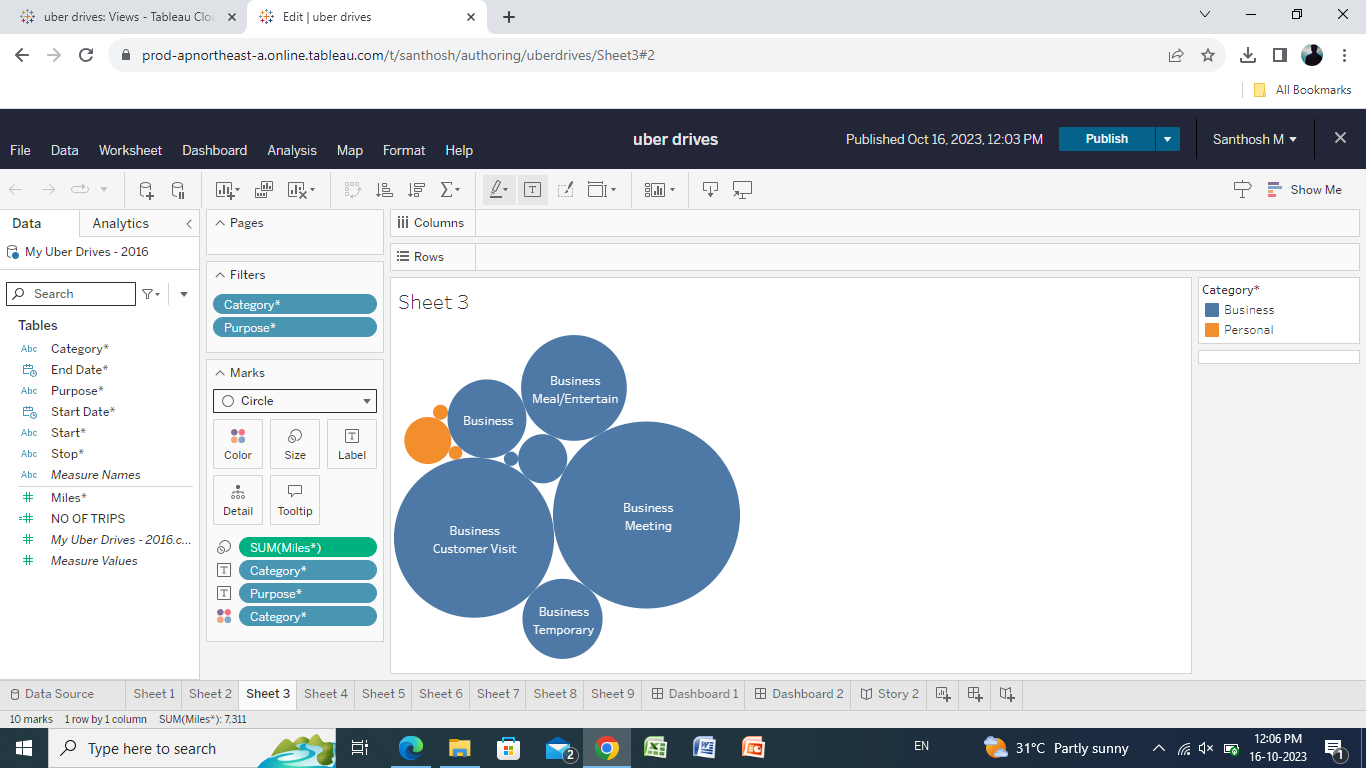 uber drives: Views - Tableau Clou
Edit | uber drives
prod-apnortheast-a.online.tableau.com/t/santhosh/authoring/uberdrives/Sheet3#2
All Bookmarks
uber drives
Published Oct 16, 2023, 12:03 PM
Publish
Santhosh M
File Data Worksheet Dashboard Analysis Map Format Help
Show Me
Data Analytics
My Uber Drives - 2016
Search
Tables
Abc Category*
End Date*
Abc Purpose*
Start Date*
Abc Start*
Abc Stop*
Abc Measure Names
Miles*
NO OF TRIPS
My Uber Drives - 2016.c...
Measure Values
Pages
Filters
Category*
Purpose*
Marks
Circle
Color Size Label
Detail Tooltip
SUM(Miles*)
Category*
Purpose*
Category*
Columns
Rows
Sheet 3
Business
Meal/Entertain
Business
Business
Meeting
Business
Customer Visit
Business
Temporary
Category*
Business
Personal
Data Source Sheet 1 Sheet 2 Sheet 3 Sheet 4 Sheet 5 Sheet 6 Sheet 7 Sheet 8 Sheet 9 Dashboard 1 Dashboard 2 Story 2
10 marks 1 row by 1 column SUM(Miles*): 7,311
Type here to search
2
EN
31°C Partly sunny
12:06 PM
16-10-2023
1